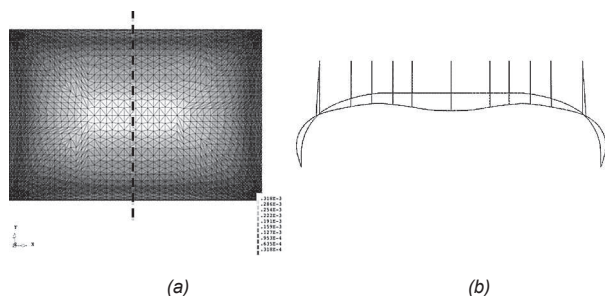 .318E-3
.286E-3
.254E-3
.222E-3
.191E-3
.159E-3
.127E-3
.953E-4
.635E-4
.318E-4
Y
X
(a)
(b)